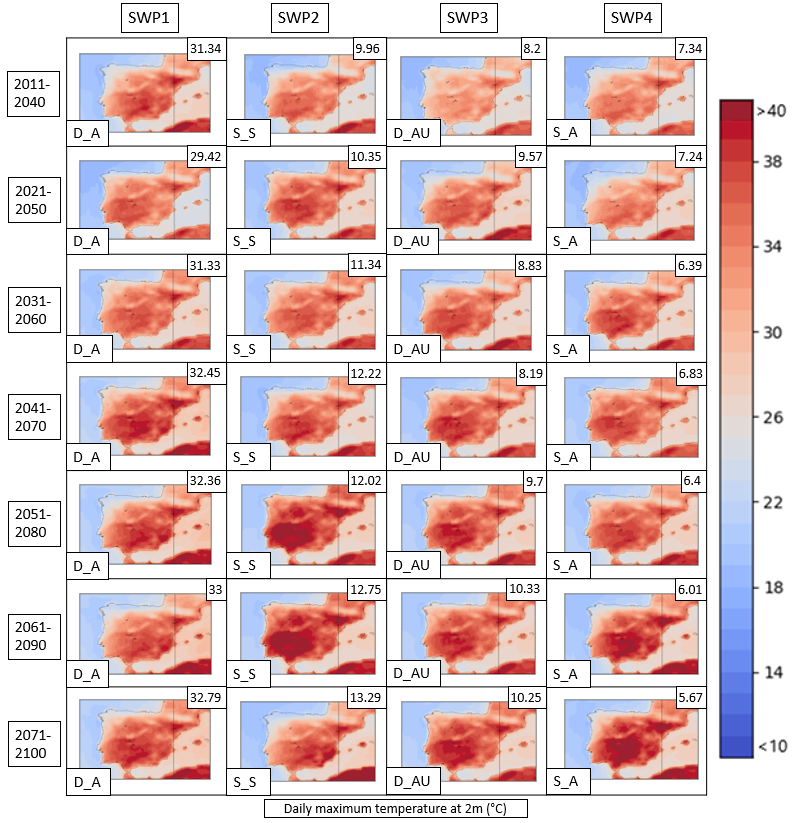 SWP1 SWP2 SWP3 SWP4
2011-
2040
31.34 9.96 8.2 7.34
D_A S_S D_AU S_A
2021-
2050
29.42 10.35 9.57 7.24
D_A S_S D_AU S_A
2031-
2060
31.33 11.34 8.83 6.39
D_A S_S D_AU S_A
2041-
2070
32.45 12.22 8.19 6.83
D_A S_S D_AU S_A
2051-
2080
32.36 12.02 9.7 6.4
D_A S_S D_AU S_A
2061-
2090
33 12.75 10.33 6.01
D_A S_S D_AU S_A
2071-
2100
32.79 13.29 10.25 5.67
D_A S_S D_AU S_A
>40
38
34
30
26
22
18
14
<10
Daily maximum temperature at 2m (°C)